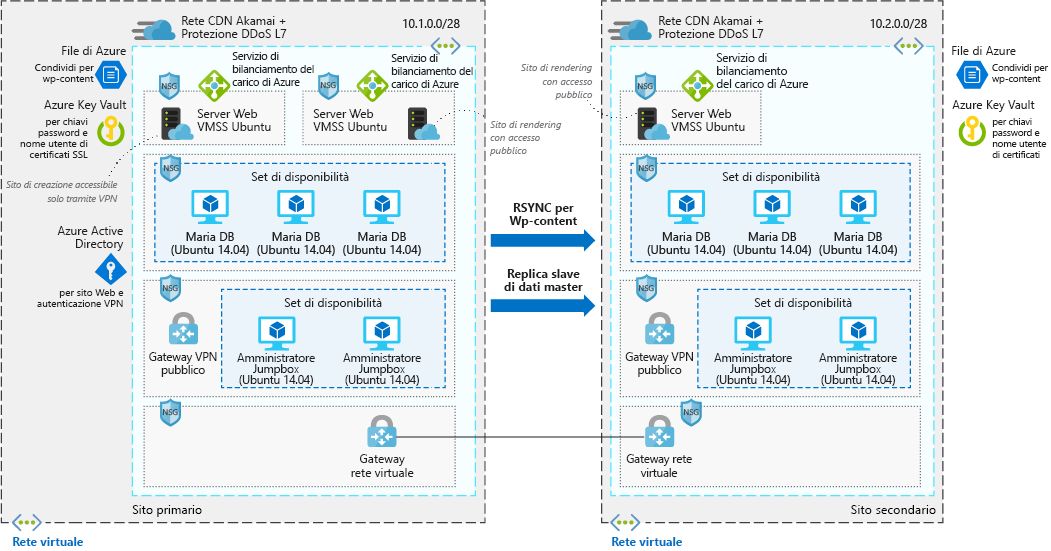 Rete CDN Akamai +
Protezione DDoS L7
10.1.0.0/28
File di Azure
Condividi per
wp-content
Azure Key Vault
per chiavi
password e
nome utente di
certificati SSL
Sito di creazione accessibile
solo tramite VPN
Azure Active
Directory
per sito Web e
autenticazione VPN
NSG
Servizio di
bilanciamento del
carico di Azure
NSG
Servizio di
bilanciamento del
carico di Azure
Server Web
VMSS Ubuntu
Server Web
VMSS Ubuntu
NSG
Set di disponibilità
Maria DB
(Ubuntu 14.04)
Maria DB
(Ubuntu 14.04)
Maria DB
(Ubuntu 14.04)
NSG
Set di disponibilità
Gateway VPN
pubblico
Amministratore
Jumpbox
(Ubuntu 14.04)
Amministratore
Jumpbox
(Ubuntu 14.04)
NSG
Gateway
rete virtuale
Sito primario
Rete virtuale
Sito di rendering
con accesso
pubblico
Sito di rendering
con accesso
pubblico
RSYNC per
Wp-content
Replica slave
di dati master
Rete CDN Akamai +
Protezione DDoS L7
10.2.0.0/28
NSG
Servizio di
bilanciamento
del carico di Azure
Server Web
VMSS Ubuntu
NSG
Set di disponibilità
Maria DB
(Ubuntu 14.04)
Maria DB
(Ubuntu 14.04)
Maria DB
(Ubuntu 14.04)
NSG
Set di disponibilità
Gateway VPN
pubblico
Amministratore
Jumpbox
(Ubuntu 14.04)
Amministratore
Jumpbox
(Ubuntu 14.04)
NSG
Gateway rete
virtuale
Sito secondario
Rete virtuale
File di Azure
Condividi per
wp-content
Azure Key Vault
per chiavi
password e
nome utente
di certificati